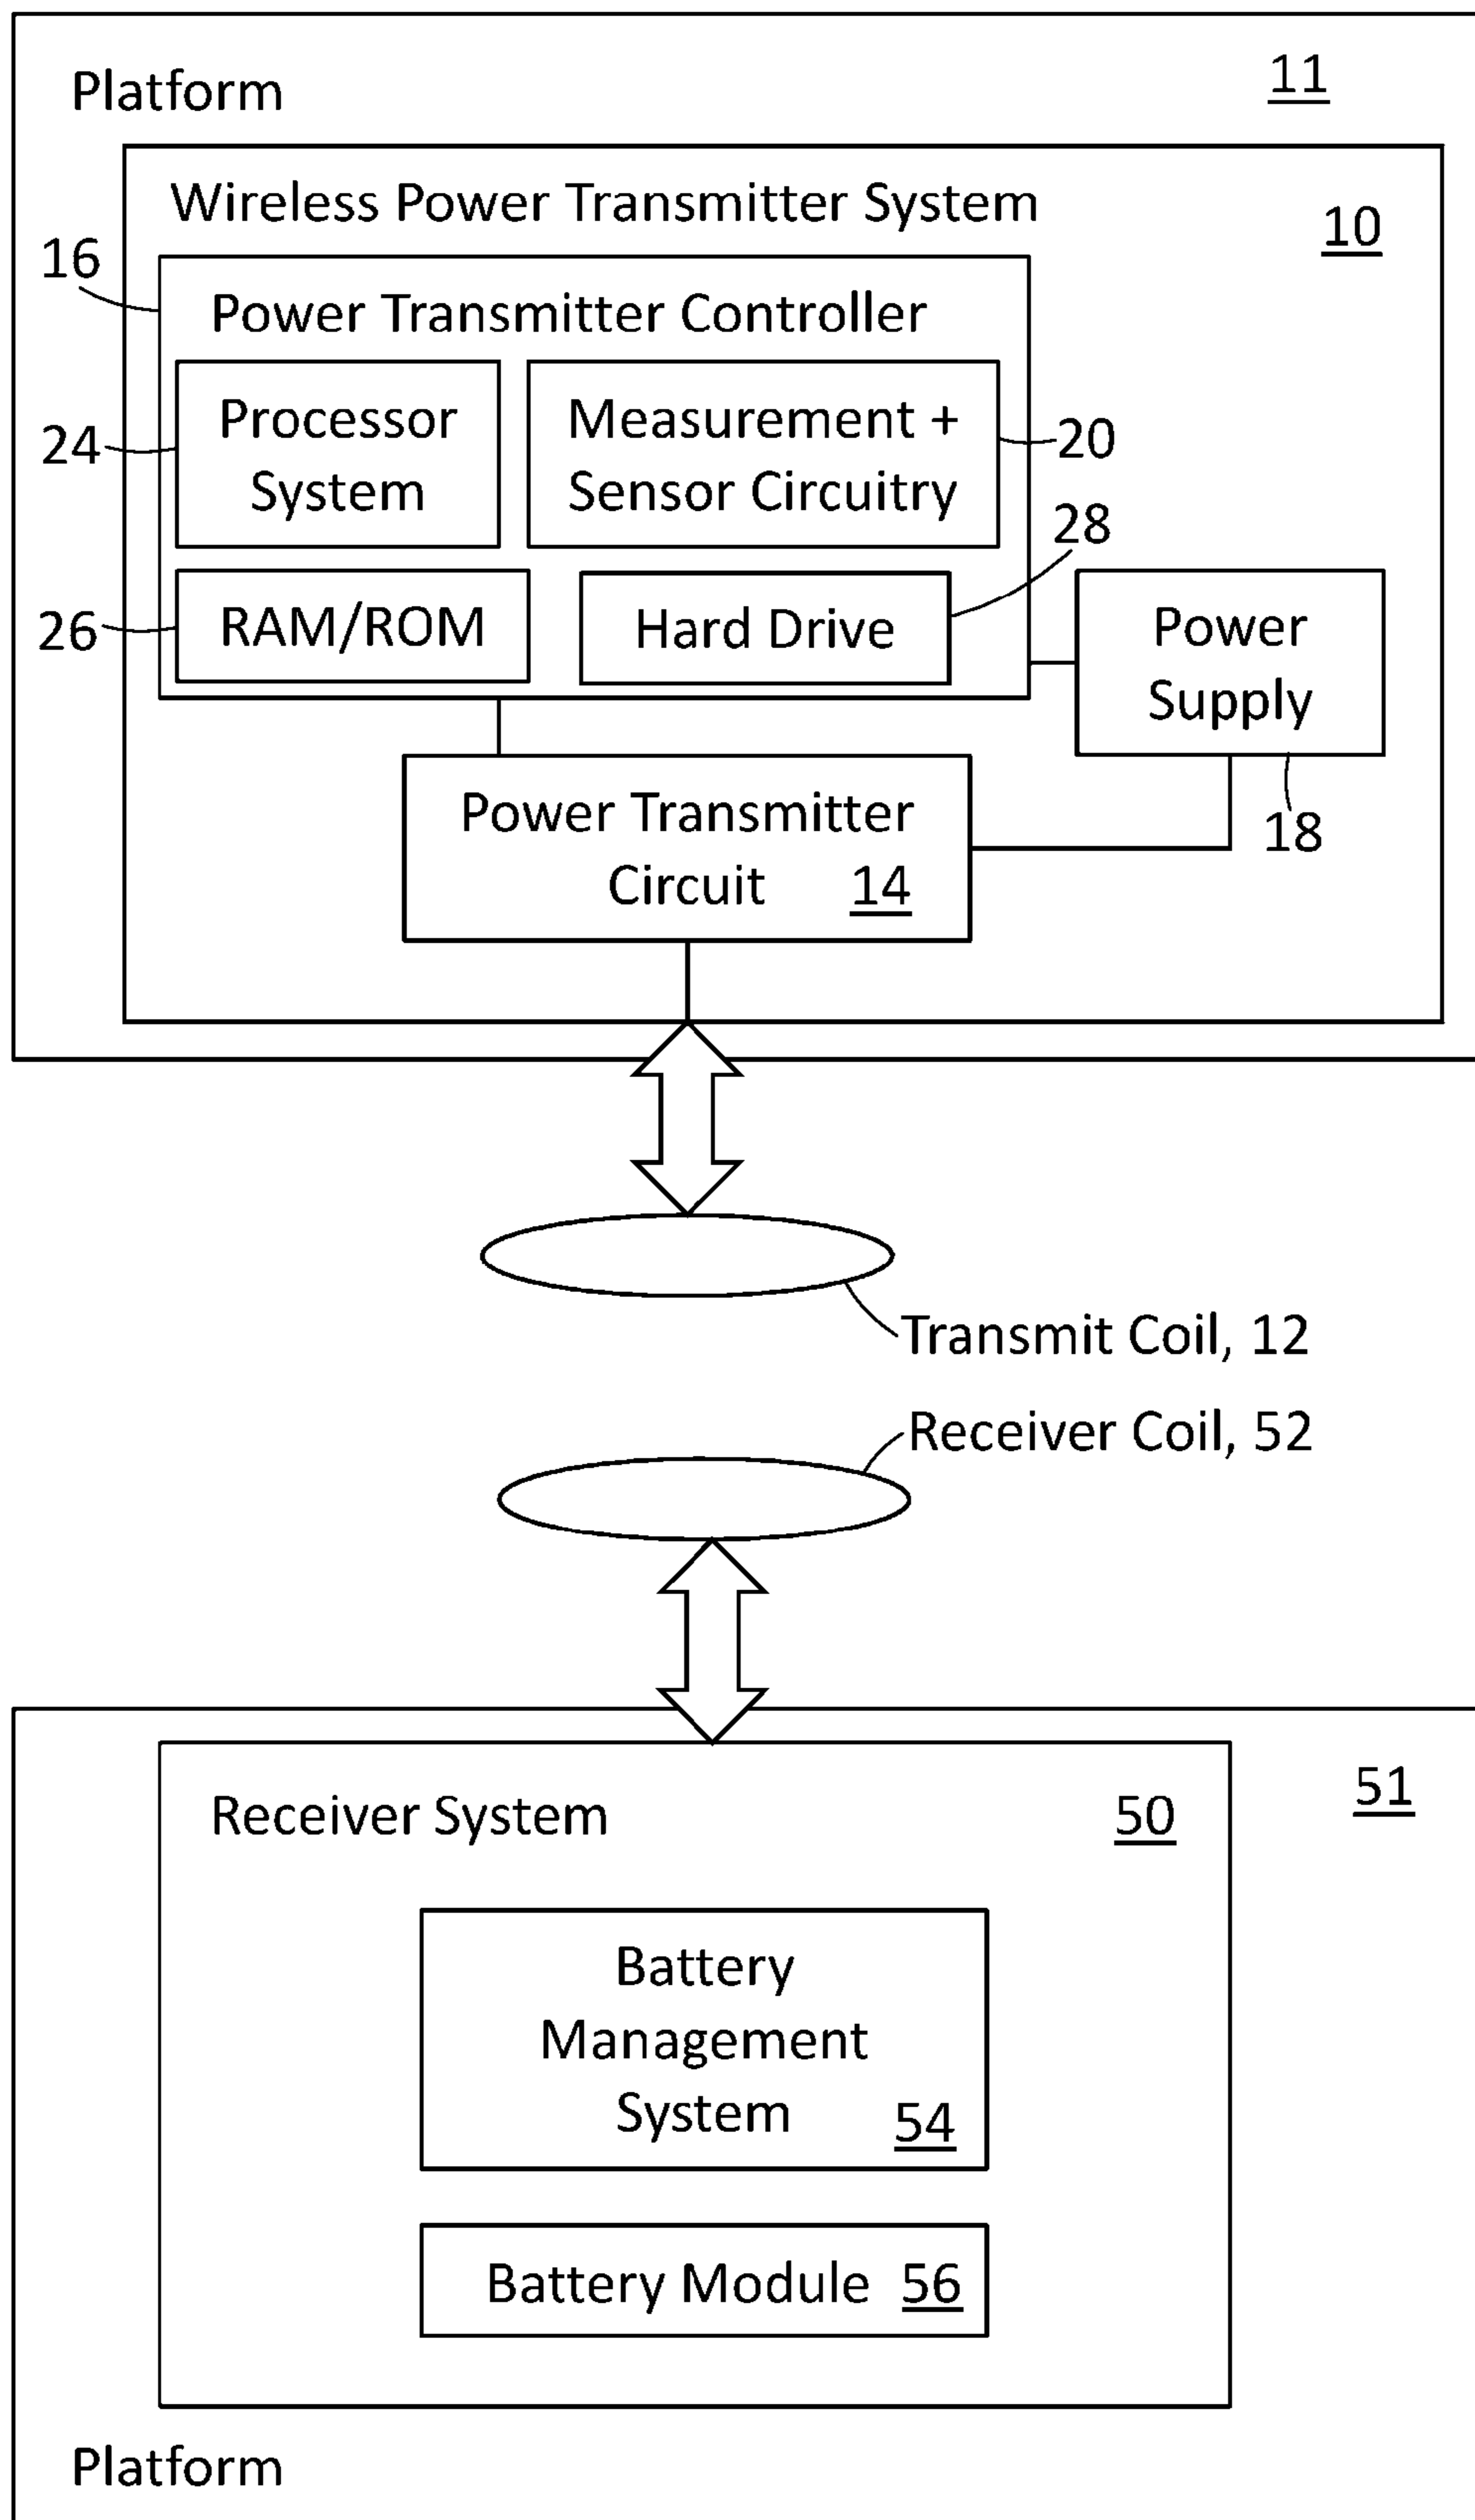 Platform
11
Wireless Power Transmitter System
10
16
Power Transmitter Controller
Processor
System
24
Measurement +
Sensor Circuitry
20
28
26
RAM/ROM
Hard Drive
Power
Supply
18
Power Transmitter
Circuit 14
Transmit Coil, 12
Receiver Coil, 52
51
Receiver System 50
Battery
Management
System 54
Battery Module 56
Platform